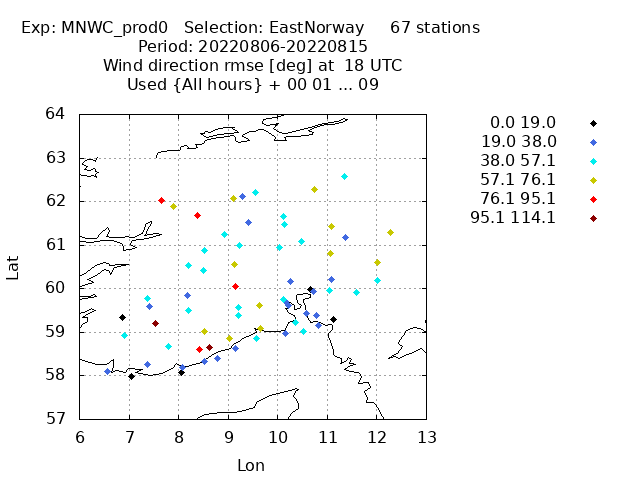 Exp: MNWC_prod0 Selection: EastNorway 67 stations
Period: 20220806-20220815
Wind direction rmse [deg] at 18 UTC
Used {All hours} + 00 01 ... 09
0.0 19.0
19.0 38.0
38.0 57.1
57.1 76.1
76.1 95.1
95.1 114.1
64
63
62
61
60
59
58
57
Lat
6 7 8 9 10 11 12 13
Lon